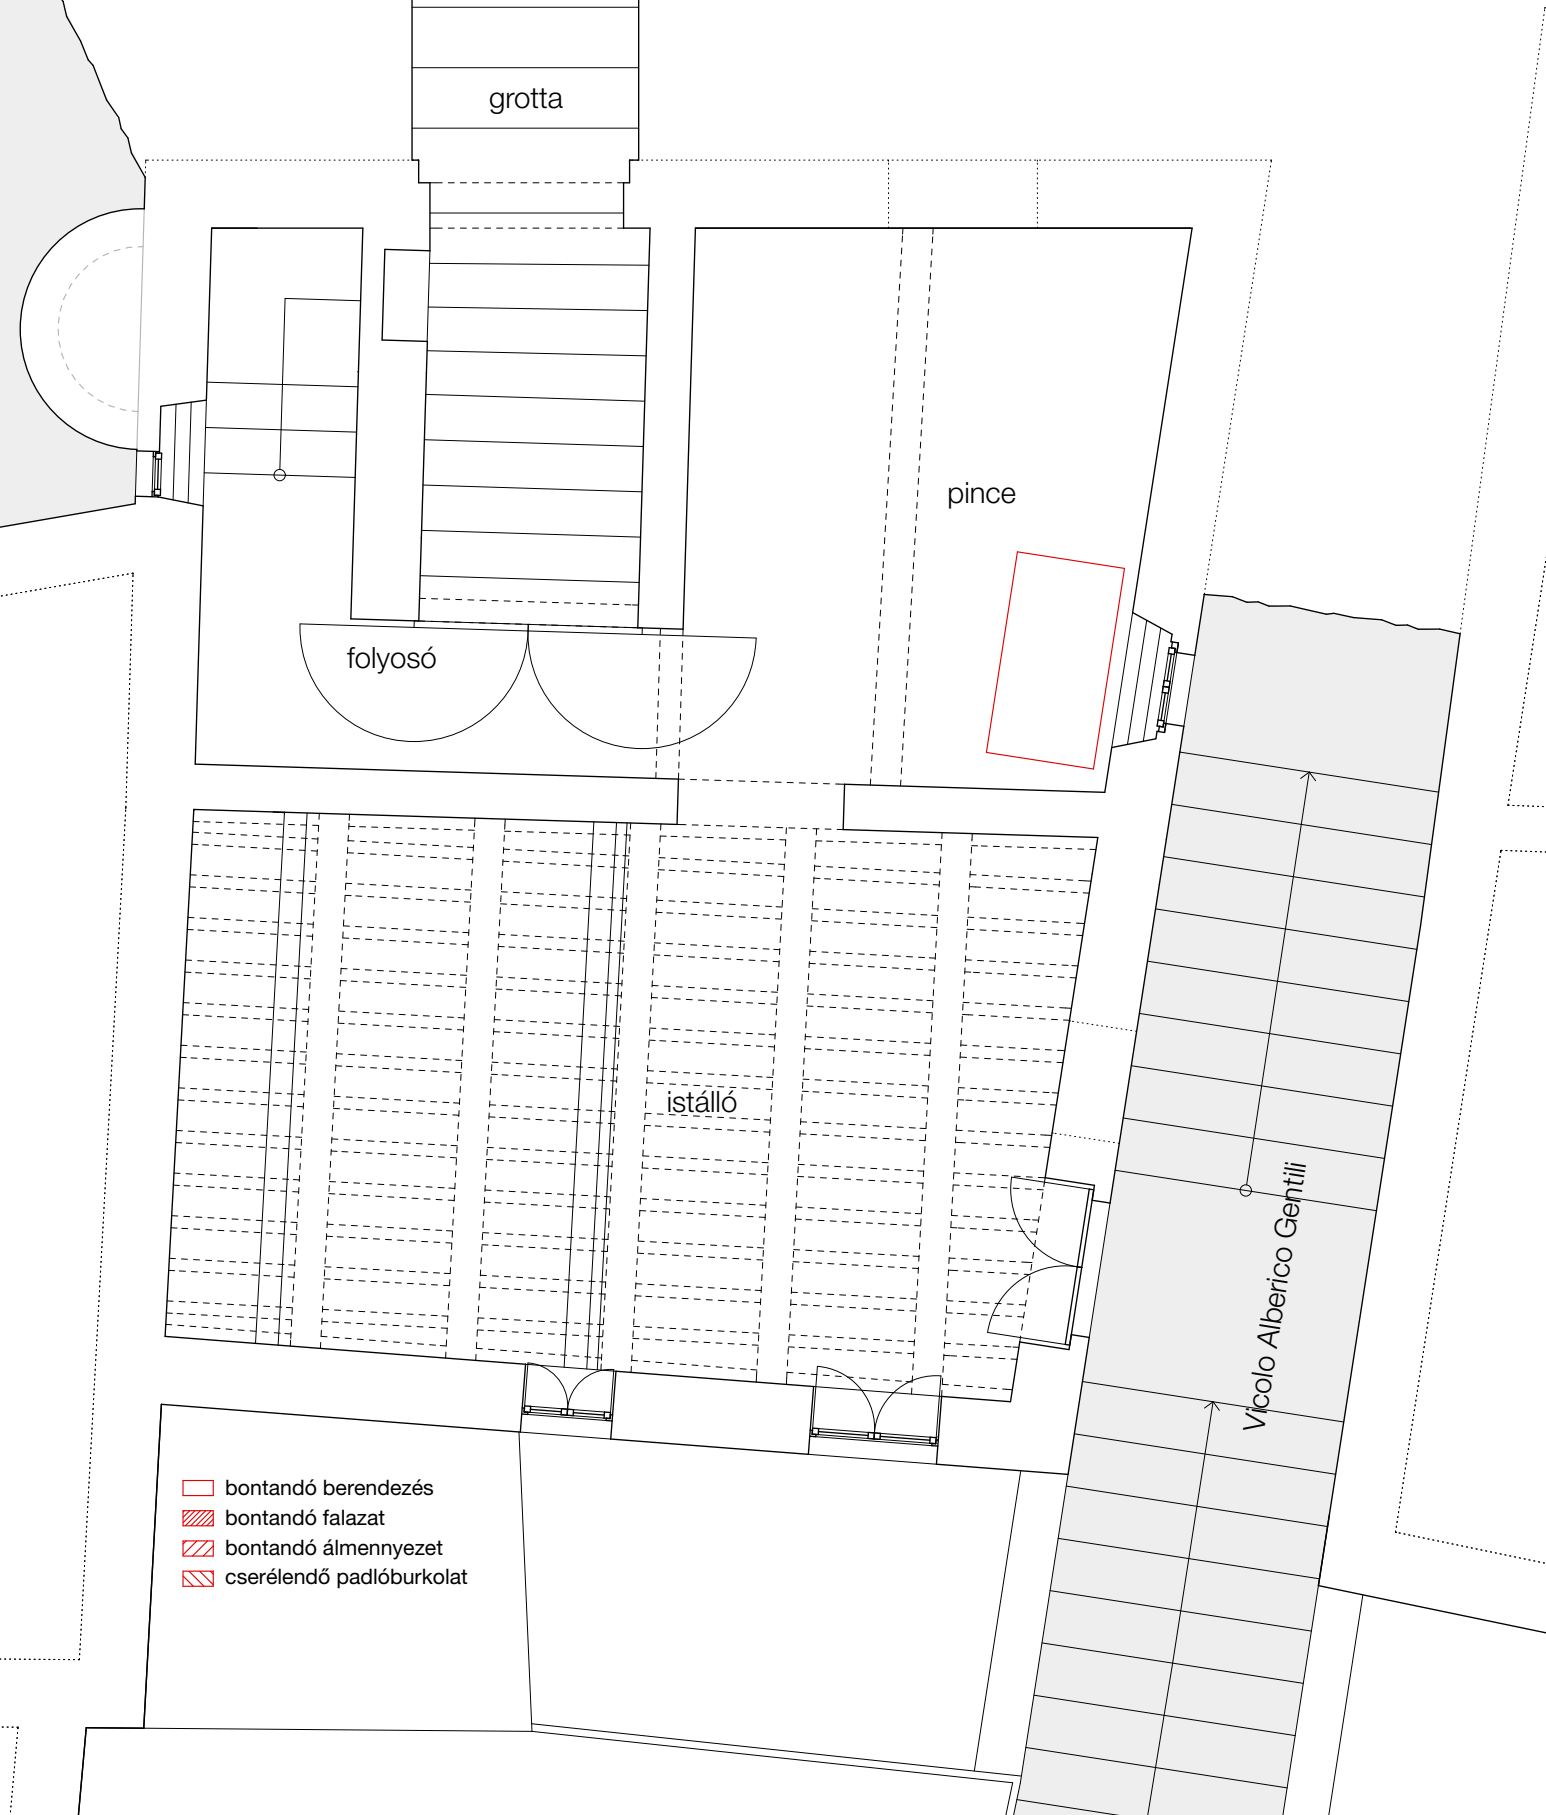 grotta
pince
folyosó
istálló
Vicolo Alberico Gentili
bontandó berendezés
bontandó falazat
bontandó álmennyezet
cserélendő padlóburkolat